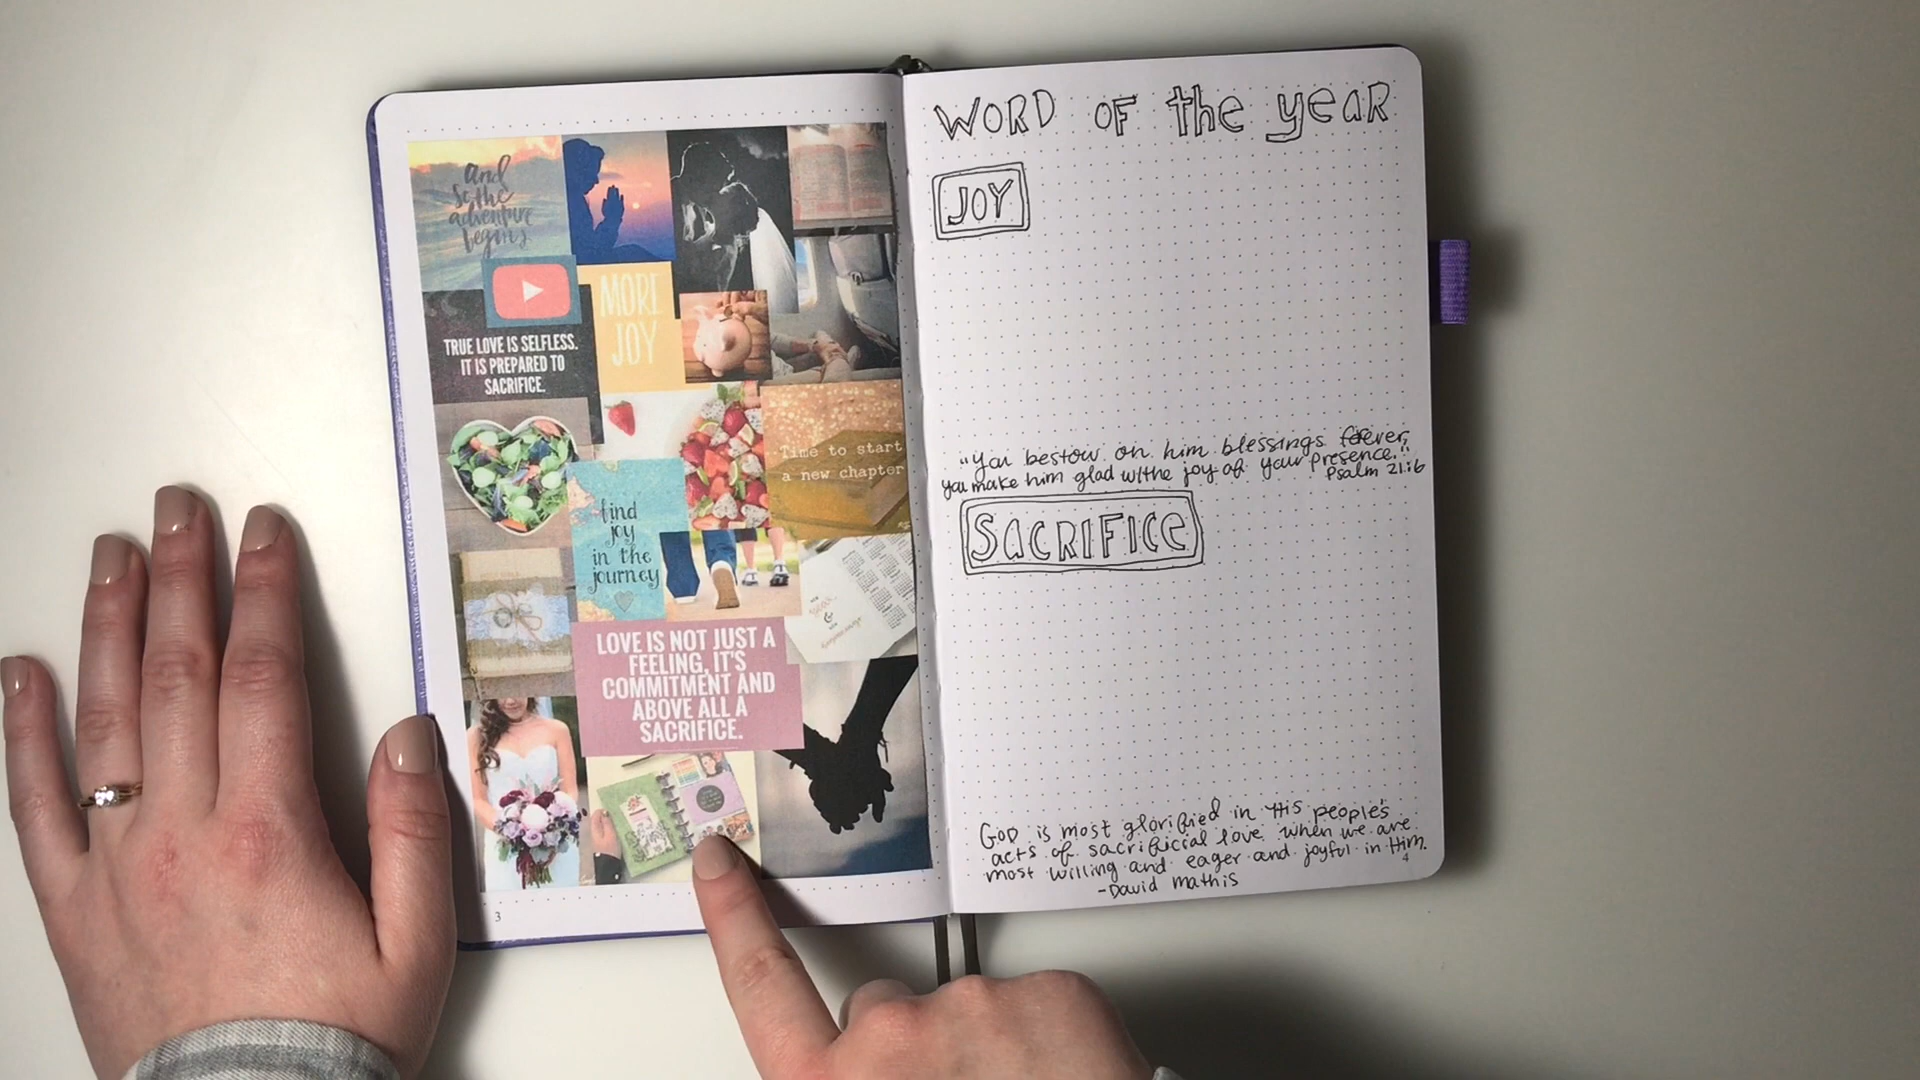 and
so the
adventure
begins
MORE
JOY
TRUE LOVE IS SELFLESS.
IT IS PREPARED TO
SACRIFICE.
Time to start
a new chapter
find
joy
in the
journey
LOVE IS NOT JUST A
FEELING, IT'S
COMMITMENT AND
ABOVE ALL A
SACRIFICE.
3
WORD OF the year
JOY
"You bestow on him blessings forever,
you make him glad w/the joy of your presence."
Psalm 21:6
SACRIFICE
GOD is most glorified in His people's
acts of sacrificial love when we are
most willing and eager and joyful in Him.
-David Mathis
4